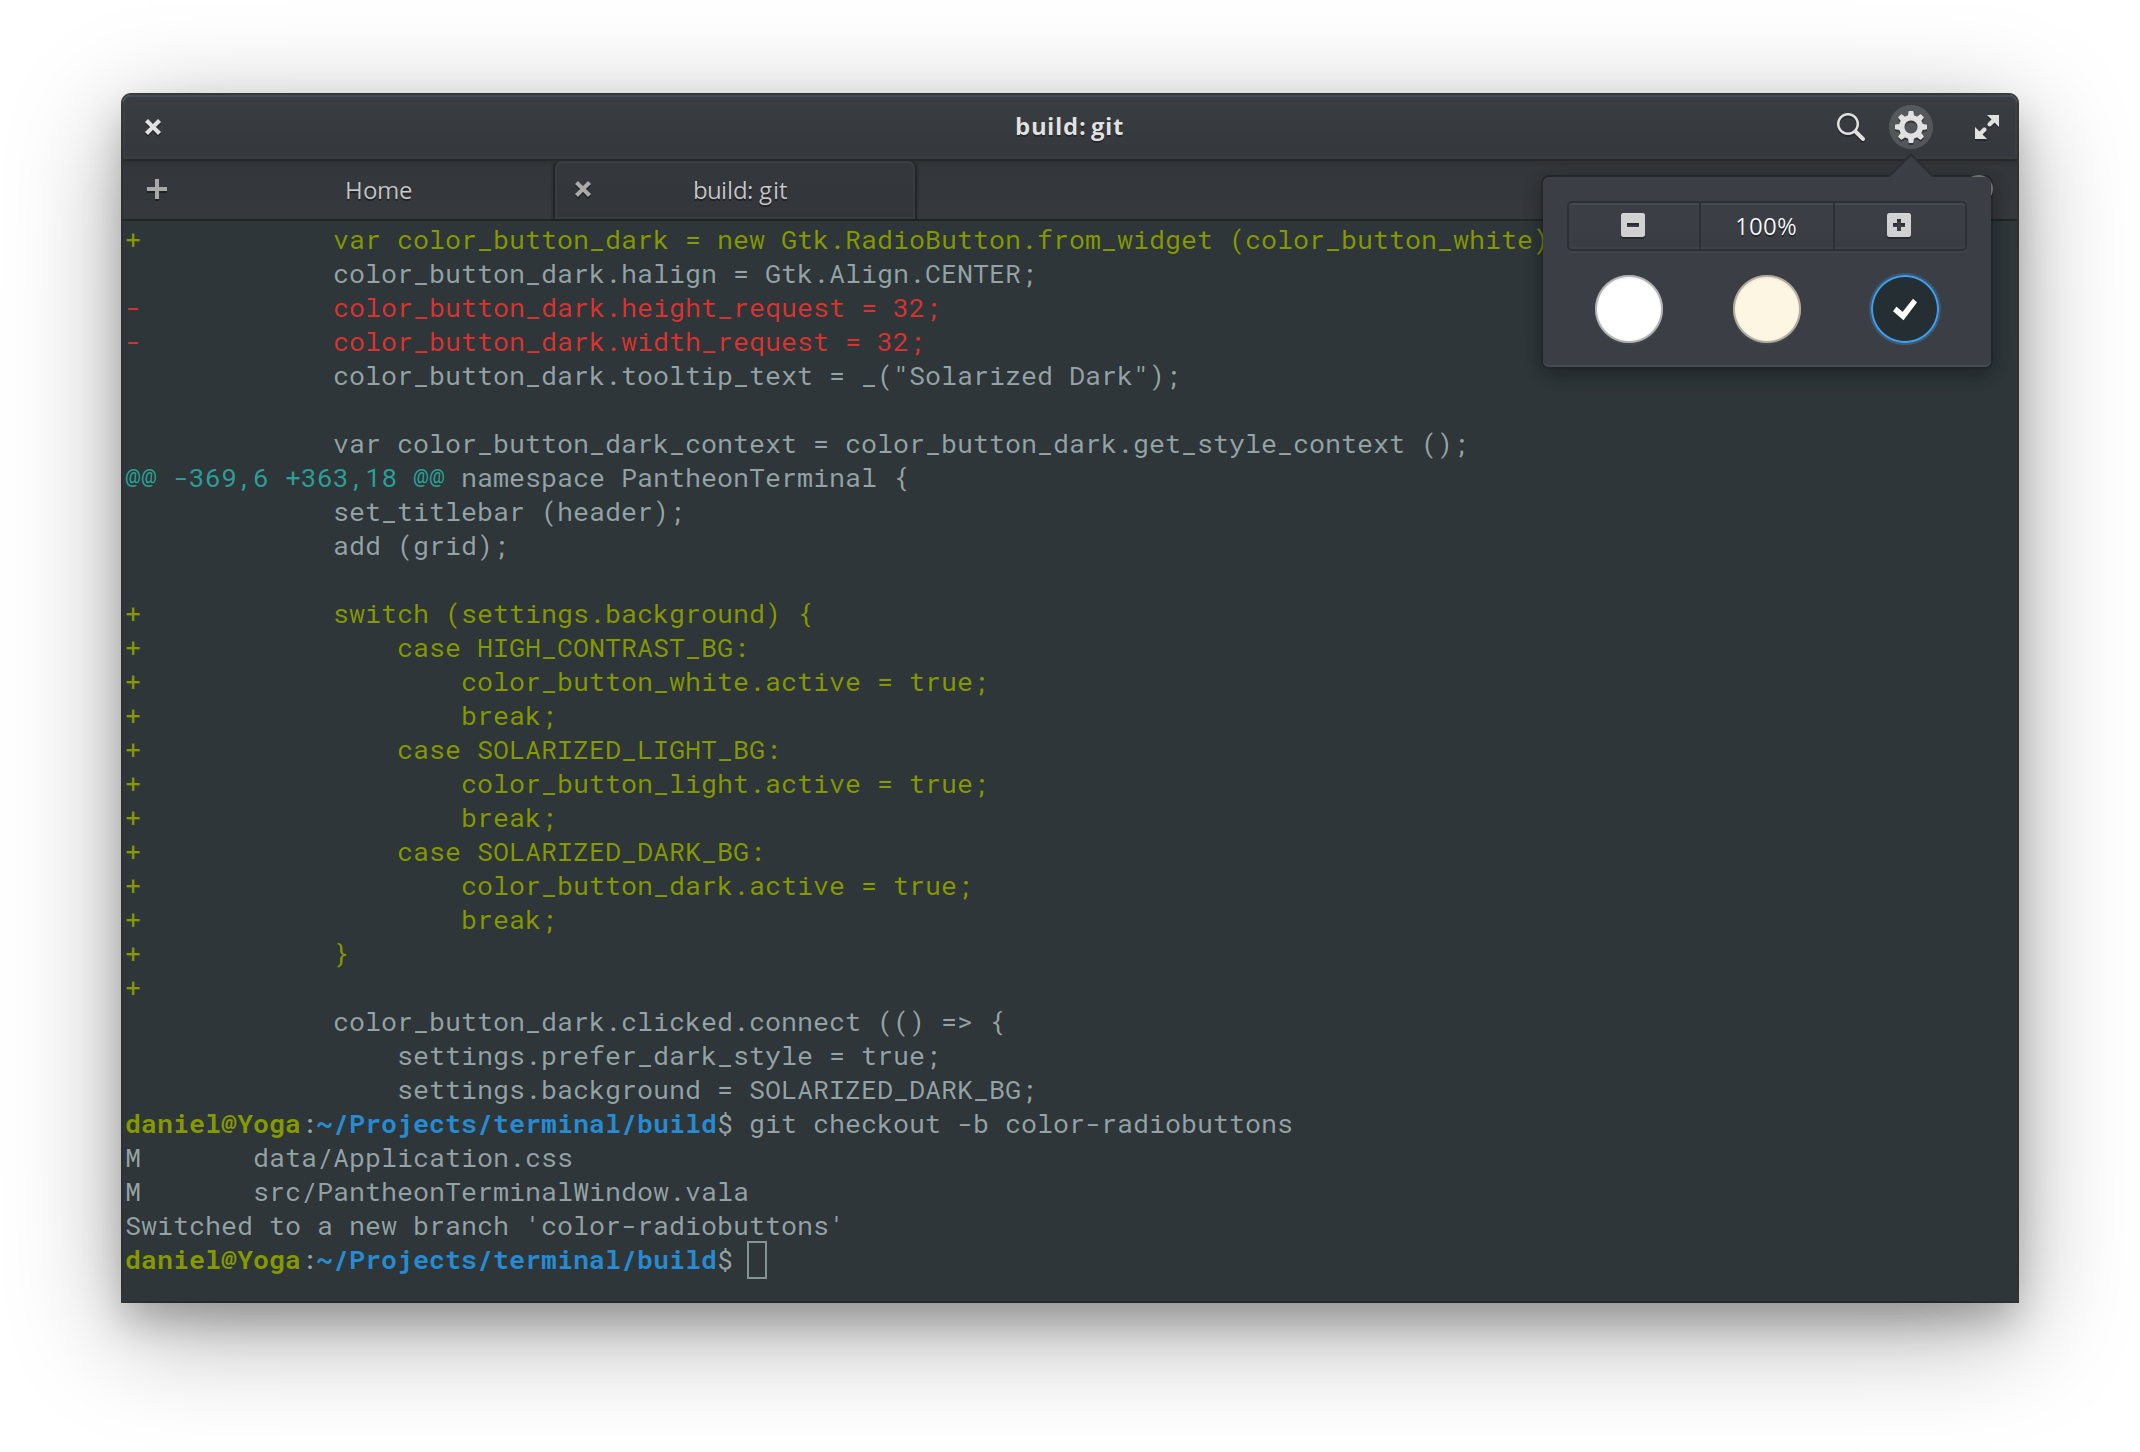 build: git
Home
build: git
100%
+            var color_button_dark = new Gtk.RadioButton.from_widget (color_button_white)
             color_button_dark.halign = Gtk.Align.CENTER;
-            color_button_dark.height_request = 32;
-            color_button_dark.width_request = 32;
             color_button_dark.tooltip_text = _("Solarized Dark");
             var color_button_dark_context = color_button_dark.get_style_context ();
@@ -369,6 +363,18 @@ namespace PantheonTerminal {
             set_titlebar (header);
             add (grid);
+            switch (settings.background) {
+                case HIGH_CONTRAST_BG:
+                    color_button_white.active = true;
+                    break;
+                case SOLARIZED_LIGHT_BG:
+                    color_button_light.active = true;
+                    break;
+                case SOLARIZED_DARK_BG:
+                    color_button_dark.active = true;
+                    break;
+            }
+
             color_button_dark.clicked.connect (() => {
                 settings.prefer_dark_style = true;
                 settings.background = SOLARIZED_DARK_BG;
daniel@Yoga:~/Projects/terminal/build$ git checkout -b color-radiobuttons
M       data/Application.css
M       src/PantheonTerminalWindow.vala
Switched to a new branch 'color-radiobuttons'
daniel@Yoga:~/Projects/terminal/build$